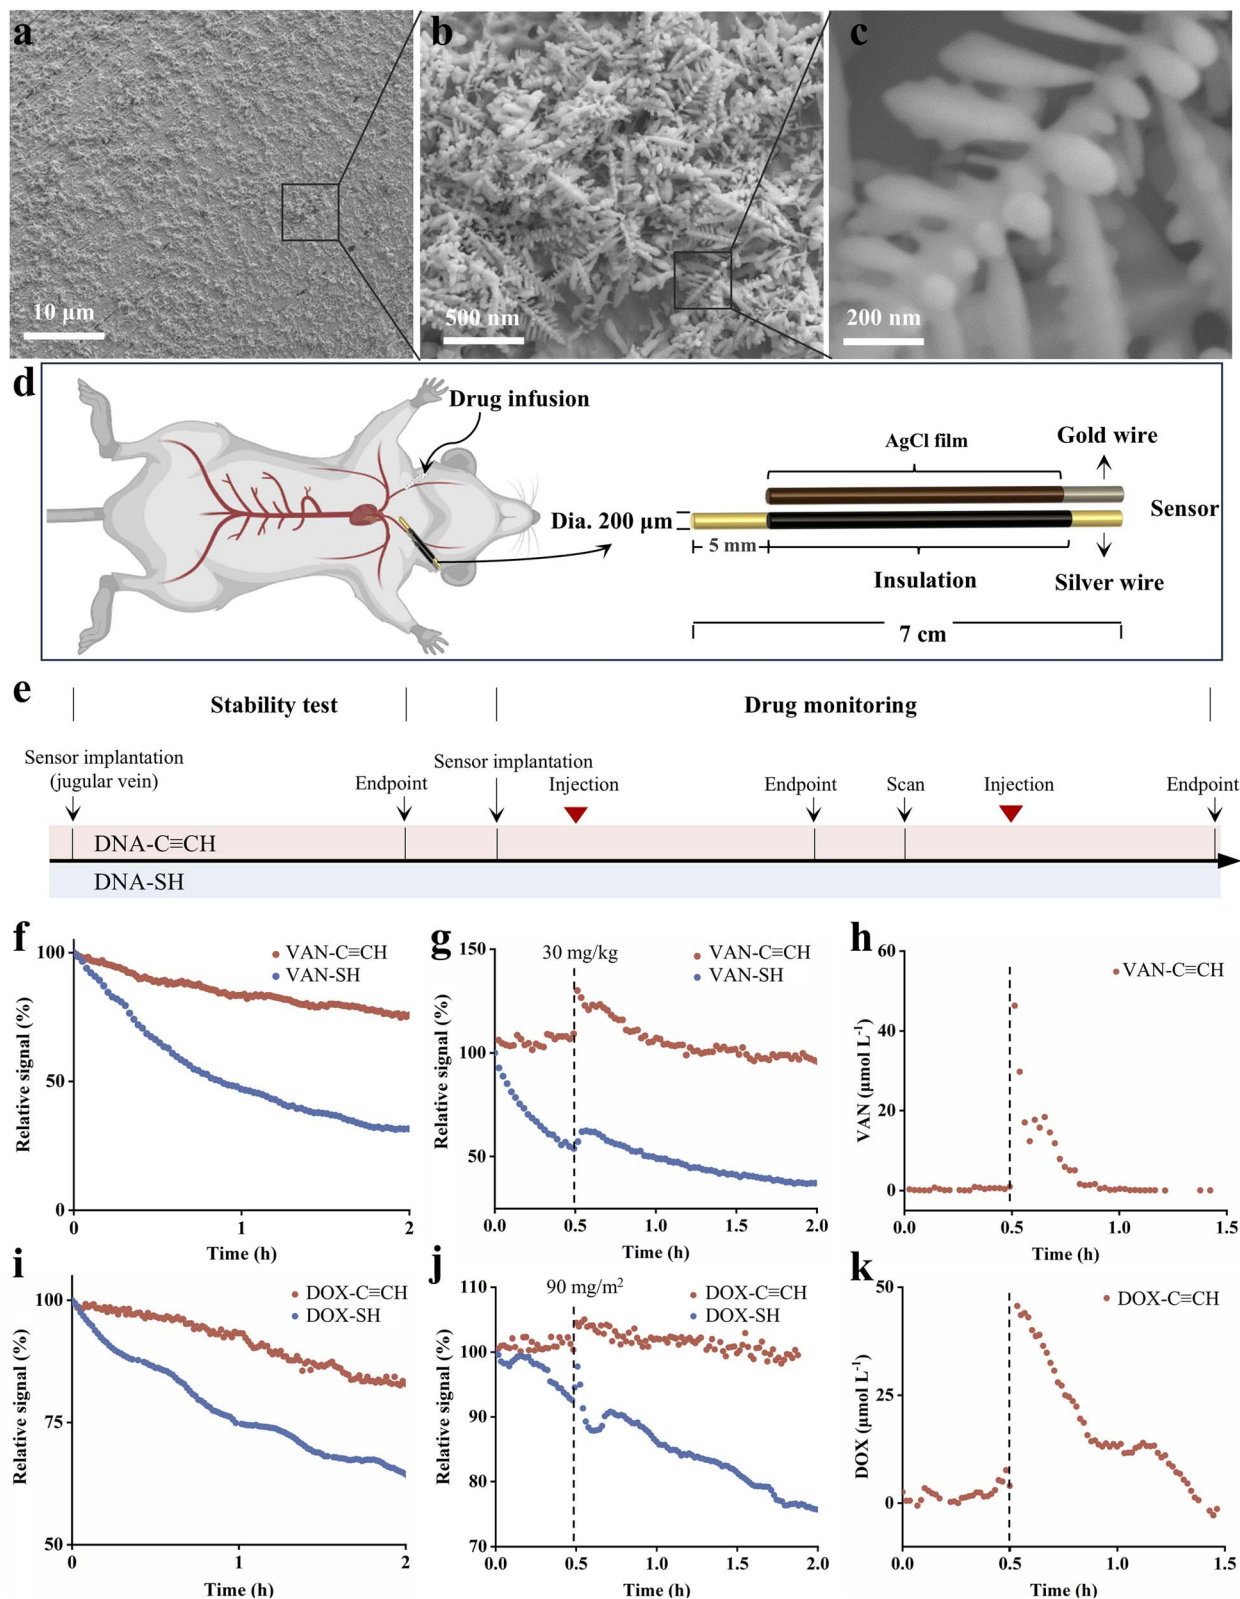 a
b
c
10 μm
500 nm
200 nm
d
Drug infusion
AgCl film
Gold wire
Dia. 200 μm
Sensor
5 mm
Insulation
Silver wire
7 cm
e
Stability test
Drug monitoring
Sensor implantation
(jugular vein)
Endpoint
Sensor implantation
Injection
Endpoint
Scan
Injection
Endpoint
DNA-C≡CH
DNA-SH
f
100
50
0
Relative signal (%)
VAN-C≡CH
VAN-SH
0
1
2
Time (h)
g
150
100
50
Relative signal (%)
30 mg/kg
VAN-C≡CH
VAN-SH
0.0
0.5
1.0
1.5
2.0
Time (h)
h
60
40
20
0
VAN (μmol L⁻¹)
VAN-C≡CH
0.0
0.5
1.0
1.5
Time (h)
i
100
75
50
Relative signal (%)
DOX-C≡CH
DOX-SH
0
1
2
Time (h)
j
110
100
90
80
70
Relative signal (%)
90 mg/m²
DOX-C≡CH
DOX-SH
0.0
0.5
1.0
1.5
2.0
Time (h)
k
50
25
0
DOX (μmol L⁻¹)
DOX-C≡CH
0.0
0.5
1.0
1.5
Time (h)